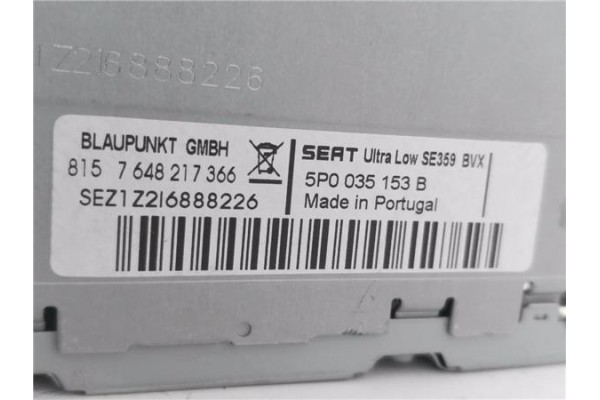 1Z2I6888226
BLAUPUNKT GMBH
815 7 648 217 366
SEZ1Z2I6888226
SEAT Ultra Low SE359 BVX
5P0 035 153 B
Made in Portugal